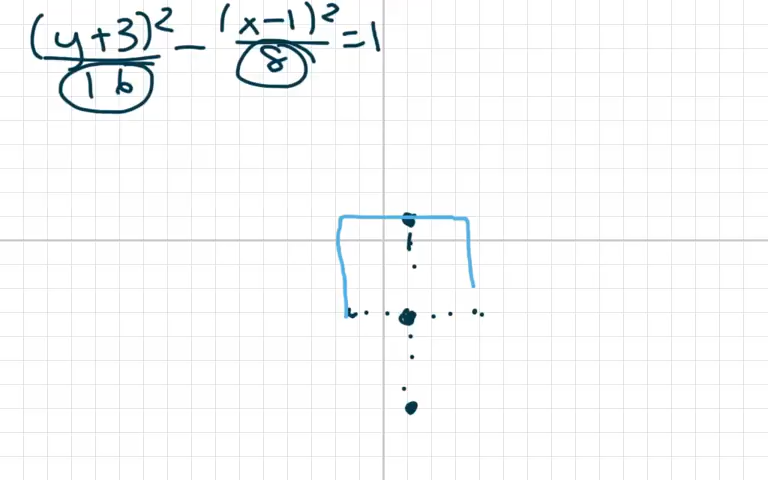 (y+3)²/16 − (x−1)²/8 = 1